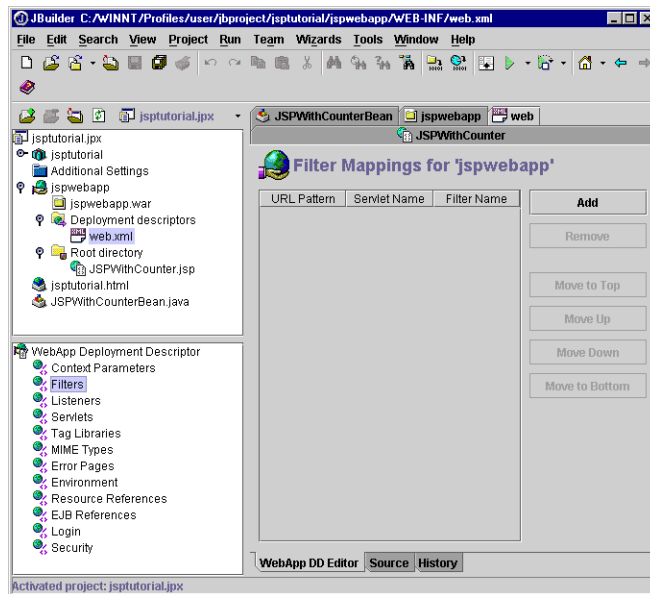 JBuilder C:/WINNT/Profiles/user/jbproject/jsptutorial/jspwebapp/WEB-INF/web.xml
File Edit Search View Project Run Team Wizards Tools Window Help
jsptutorial.jpx
JSPWithCounterBean jspwebapp web
JSPWithCounter
jsptutorial.jpx
jsptutorial
Additional Settings
jspwebapp
jspwebapp.war
Deployment descriptors
web.xml
Root directory
JSPWithCounter.jsp
jsptutorial.html
JSPWithCounterBean.java
WebApp Deployment Descriptor
Context Parameters
Filters
Listeners
Servlets
Tag Libraries
MIME Types
Error Pages
Environment
Resource References
EJB References
Login
Security
Filter Mappings for 'jspwebapp'
URL Pattern Servlet Name Filter Name
Add
Remove
Move to Top
Move Up
Move Down
Move to Bottom
WebApp DD Editor Source History
Activated project: jsptutorial.jpx